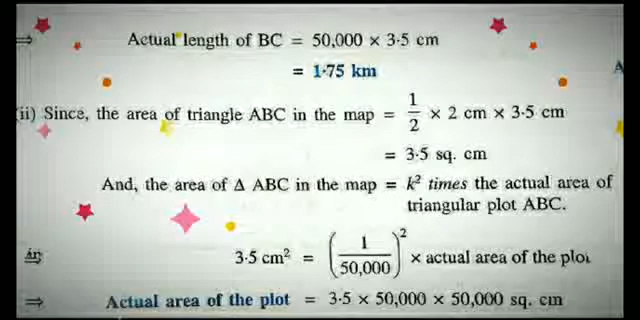 ⇒ Actual length of BC = 50,000 × 3·5 cm
= 1·75 km
(ii) Since, the area of triangle ABC in the map = 1/2 × 2 cm × 3·5 cm
= 3·5 sq. cm
And, the area of Δ ABC in the map = k² times the actual area of
triangular plot ABC.
⇒ 3·5 cm² = (1/50,000)² × actual area of the plot
⇒ Actual area of the plot = 3·5 × 50,000 × 50,000 sq. cm